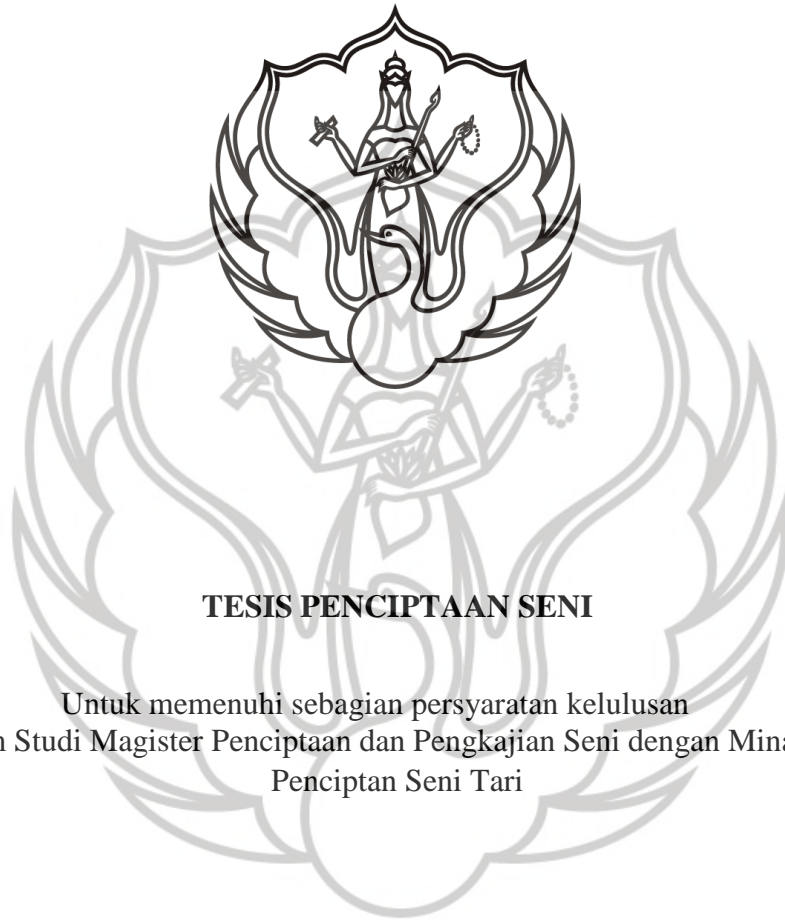 TESIS PENCIPTAAN SENI
Untuk memenuhi sebagian persyaratan kelulusan
Studi Magister Penciptaan dan Pengkajian Seni dengan
Penciptan Seni Tari